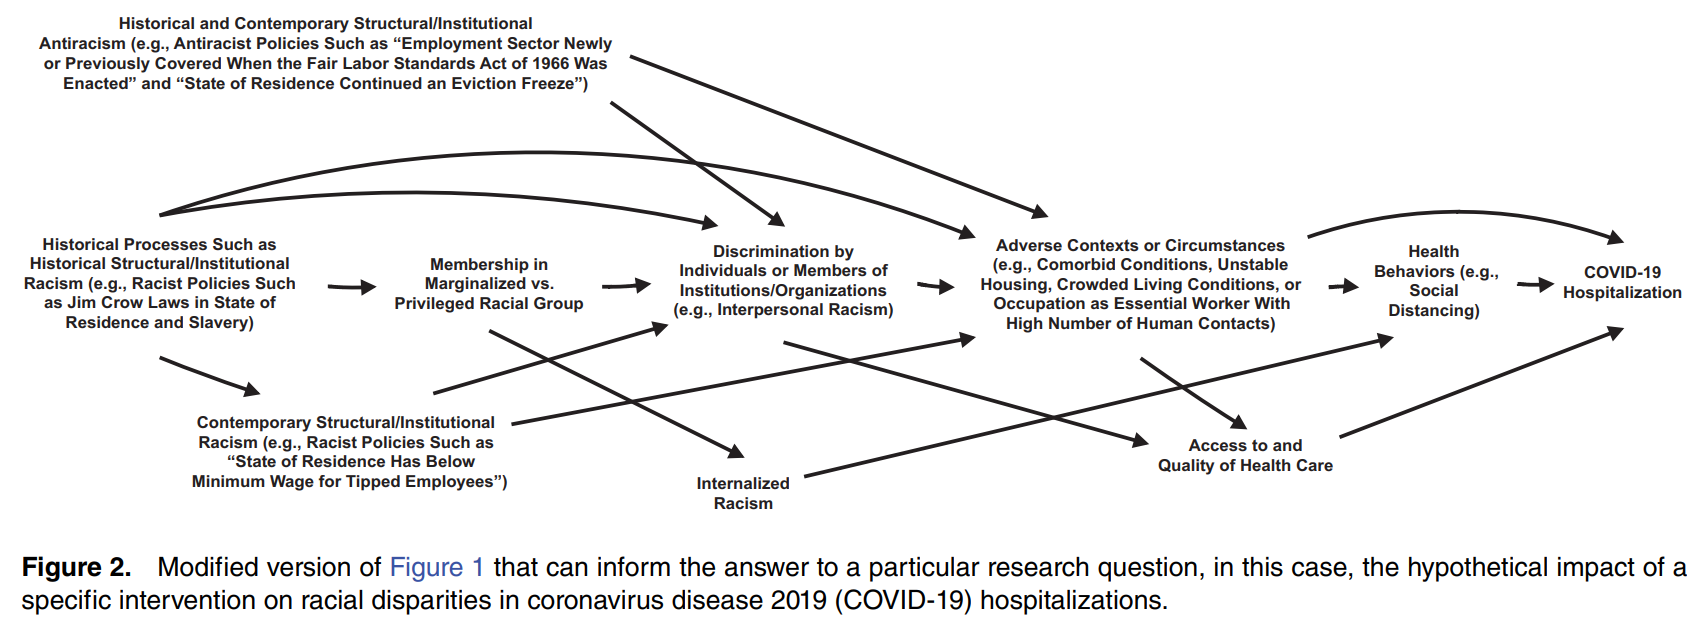 Historical and Contemporary Structural/Institutional
Antiracism (e.g., Antiracist Policies Such as “Employment Sector Newly
or Previously Covered When the Fair Labor Standards Act of 1966 Was
Enacted” and “State of Residence Continued an Eviction Freeze”)
Historical Processes Such as
Historical Structural/Institutional
Racism (e.g., Racist Policies Such
as Jim Crow Laws in State of
Residence and Slavery)
Membership in
Marginalized vs.
Privileged Racial Group
Discrimination by
Individuals or Members of
Institutions/Organizations
(e.g., Interpersonal Racism)
Adverse Contexts or Circumstances
(e.g., Comorbid Conditions, Unstable
Housing, Crowded Living Conditions, or
Occupation as Essential Worker With
High Number of Human Contacts)
Health
Behaviors (e.g.,
Social
Distancing)
COVID-19
Hospitalization
Contemporary Structural/Institutional
Racism (e.g., Racist Policies Such as
“State of Residence Has Below
Minimum Wage for Tipped Employees”)
Internalized
Racism
Access to and
Quality of Health Care
Figure 2. Modified version of Figure 1 that can inform the answer to a particular research question, in this case, the hypothetical impact of a
specific intervention on racial disparities in coronavirus disease 2019 (COVID-19) hospitalizations.